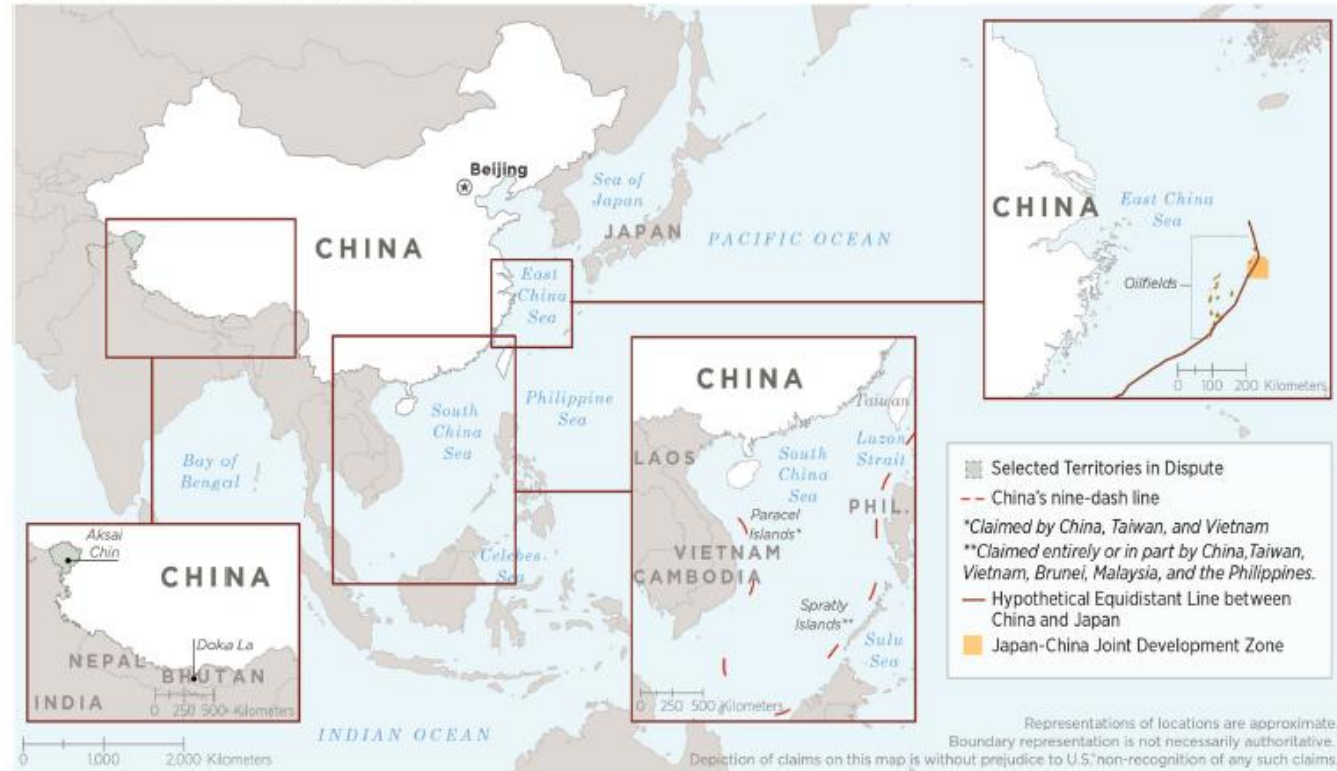 Beijing
CHINA
Sea of
Japan
JAPAN
PACIFIC OCEAN
East
China
Sea
South
China
Sea
Philippine
Sea
Bay of
Bengal
Celebes
Sea
INDIAN OCEAN
0 1,000 2,000 Kilometers
Aksai
Chin
CHINA
Doka La
NEPAL
BHUTAN
INDIA
0 250 500 Kilometers
CHINA
Taiwan
LAOS
South
China
Sea
Luzon
Strait
Paracel
Islands*
PHIL.
VIETNAM
CAMBODIA
Spratly
Islands**
Sulu
Sea
0 250 500 Kilometers
CHINA
East China
Sea
Oilfields
0 100 200 Kilometers
Selected Territories in Dispute
China's nine-dash line
*Claimed by China, Taiwan, and Vietnam
**Claimed entirely or in part by China,Taiwan,
Vietnam, Brunei, Malaysia, and the Philippines.
Hypothetical Equidistant Line between
China and Japan
Japan-China Joint Development Zone
Representations of locations are approximate.
Boundary representation is not necessarily authoritative.
Depiction of claims on this map is without prejudice to U.S. non-recognition of any such claims